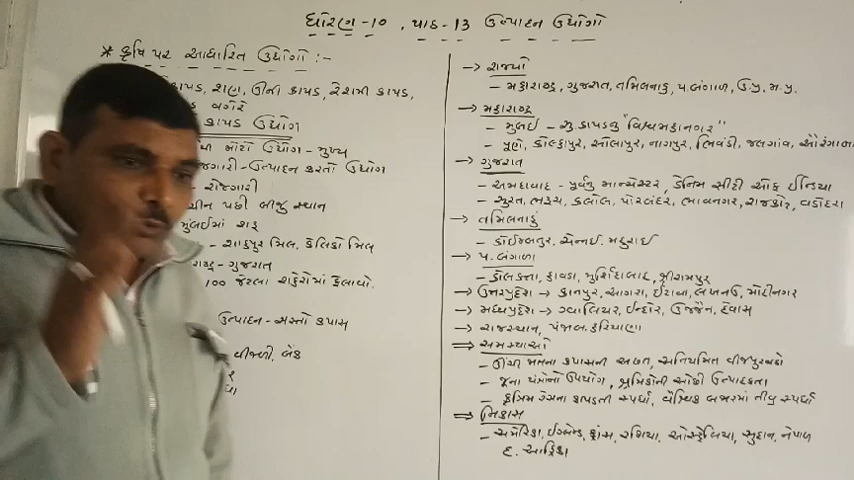 ધોરણ-૧૦ , પાઠ-13 ઉત્પાદન ઉદ્યોગો
* કૃષિ પર આધારિત ઉદ્યોગો :-
કાપડ, શણ, ઊની કાપડ, રેશમી કાપડ,
વગેરે
કાપડ ઉદ્યોગ
મોટો ઉદ્યોગ - મુખ્ય
રોજગારી - ઉત્પાદન કરતો ઉદ્યોગ
- રોજગારી
ચીન પછી બીજુ સ્થાન
મુંબઈમાં શરૂ
- શાહપુર મિલ, કેલિકો મિલ
- ગુજરાત
100 જેટલા શહેરોમાં ફેલાવો.
ઉત્પાદન - સસ્તો કપાસ
વીજળી, બેંક
→ રાજ્યો
- મહારાષ્ટ્ર, ગુજરાત, તમિલનાડુ, પ.બંગાળ, ઉ.પ્ર, મ.પ્ર.
→ મહારાષ્ટ્ર
- મુંબઈ - સુ.કાપડનુ "વિશ્વમહાનગર"
- પૂણે, કોલ્હાપુર, સોલાપુર, નાગપુર, ભિવંડી, જલગાંવ, ઔરંગાબા
→ ગુજરાત
- અમદાવાદ - પૂર્વનુ માન્ચેસ્ટર, ડેનિમ સીટી ઓફ ઈન્ડિયા
- સુરત, ભરૂચ, કલોલ, પોરબંદર, ભાવનગર, રાજકોટ, વડોદરા
→ તમિલનાડું
- કોઈમ્બતુર, ચેન્નઈ, મદુરાઈ
→ પ. બંગાળા
- કોલકત્તા, હાવડા, મુર્શિદાબાદ, શ્રીરામપુર
→ ઉત્તરપ્રદેશ → કાનપુર, આગરા, ઈટાવા, લખનઉ, મોદીનગર
→ મધ્યપ્રદેશ → ગ્વાલિયર, ઈન્દોર, ઉજ્જૈન, દેવાસ
→ રાજસ્થાન, પંજાબ, હરિયાણા
⇒ સમસ્યાઓ
- ઊંચી મતના કપાસની અછત, અનિયમિત વીજપુરવઠો
- જૂના યંત્રોનો ઉપયોગ, શ્રમિકોની ઓછી ઉત્પાદકતા
- કૃત્રિમ રેસાના કાપડની સ્પર્ધા, વૈશ્વિક બજારમાં તીવ્ર સ્પર્ધા
⇒ નિકાસ
- અમેરિકા, ઈંગ્લેન્ડ, ફ્રાંસ, રશિયા, ઓસ્ટ્રેલિયા, સુદાન, નેપાળ
દ. આફ્રિકા